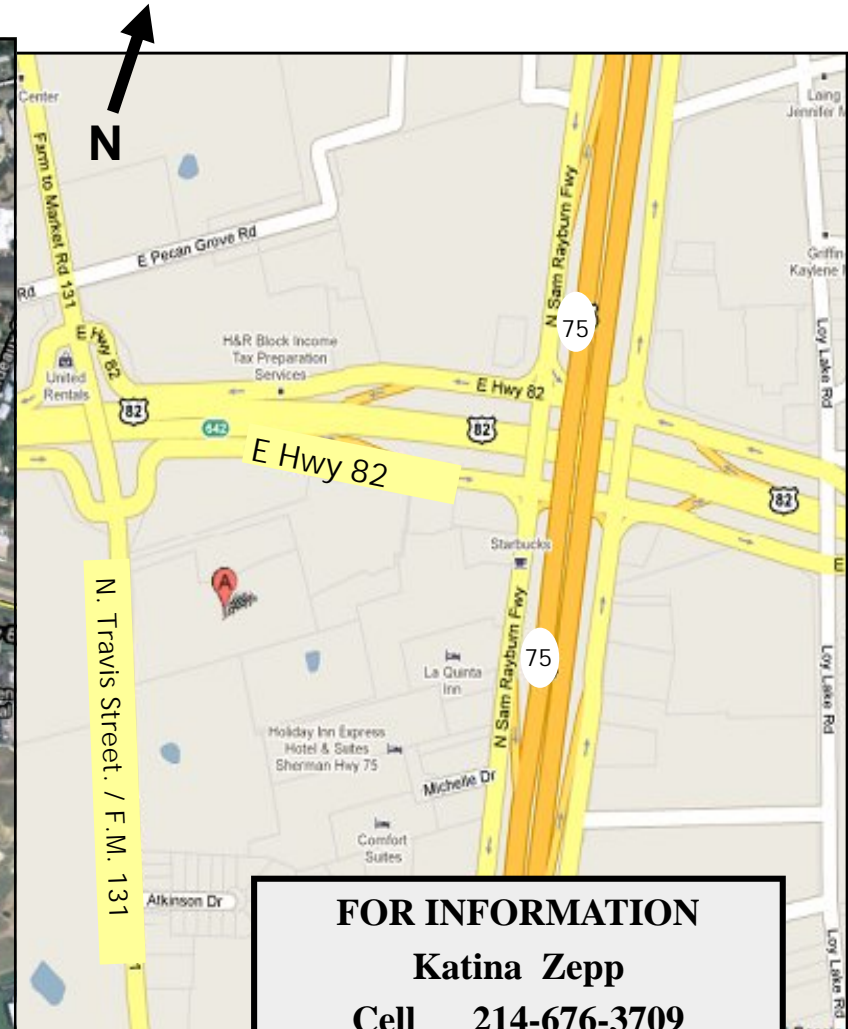 N
Center
Farm to Market Rd 131
E Pecan Grove Rd
Rd
E Hwy 82
United
Rentals
H&R Block Income
Tax Preparation
Services
82
642
E Hwy 82
82
E Hwy 82
N Sam Rayburn Fwy
75
Laing
Griffin
Loy Lake Rd
82
E
Starbucks
A
N. Travis Street. / F.M. 131
La Quinta
Inn
N Sam Rayburn Fwy
75
Loy Lake Rd
Holiday Inn Express
Hotel & Suites
Sherman Hwy 75
Michelle Dr
Comfort
Suites
Atkinson Dr
Loy Lake Rd
FOR INFORMATION
Katina Zepp
Cell 214-676-3709